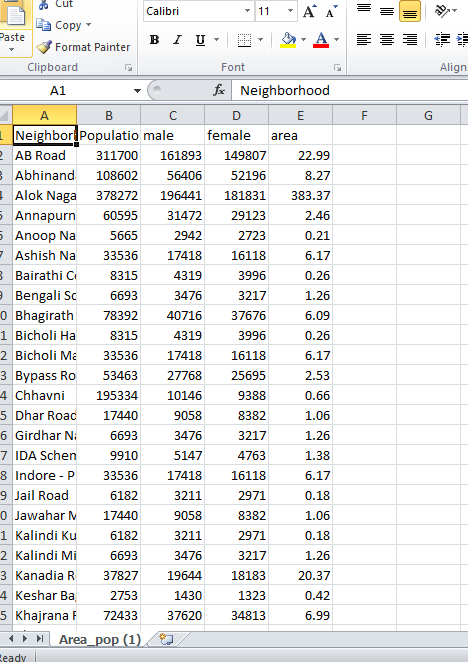 Cut
Calibri 11 A A
Copy
Paste
Format Painter
B I U A
Clipboard Font Align
A1 fx Neighborhood
A B C D E F G
1 Neighbor Populatio male female area
2 AB Road 311700 161893 149807 22.99
3 Abhinand 108602 56406 52196 8.27
4 Alok Naga 378272 196441 181831 383.37
5 Annapurn 60595 31472 29123 2.46
6 Anoop Na 5665 2942 2723 0.21
7 Ashish Na 33536 17418 16118 6.17
8 Bairathi Co 8315 4319 3996 0.26
9 Bengali Sq 6693 3476 3217 1.26
0 Bhagirath 78392 40716 37676 6.09
1 Bicholi Ha 8315 4319 3996 0.26
2 Bicholi Ma 33536 17418 16118 6.17
3 Bypass Ro 53463 27768 25695 2.53
4 Chhavni 195334 10146 9388 0.66
5 Dhar Road 17440 9058 8382 1.06
6 Girdhar Na 6693 3476 3217 1.26
7 IDA Schem 9910 5147 4763 1.38
8 Indore - P 33536 17418 16118 6.17
9 Jail Road 6182 3211 2971 0.18
0 Jawahar M 17440 9058 8382 1.06
1 Kalindi Ku 6182 3211 2971 0.18
2 Kalindi Mi 6693 3476 3217 1.26
3 Kanadia R 37827 19644 18183 20.37
4 Keshar Ba 2753 1430 1323 0.42
5 Khajrana R 72433 37620 34813 6.99
Area_pop (1)
Ready